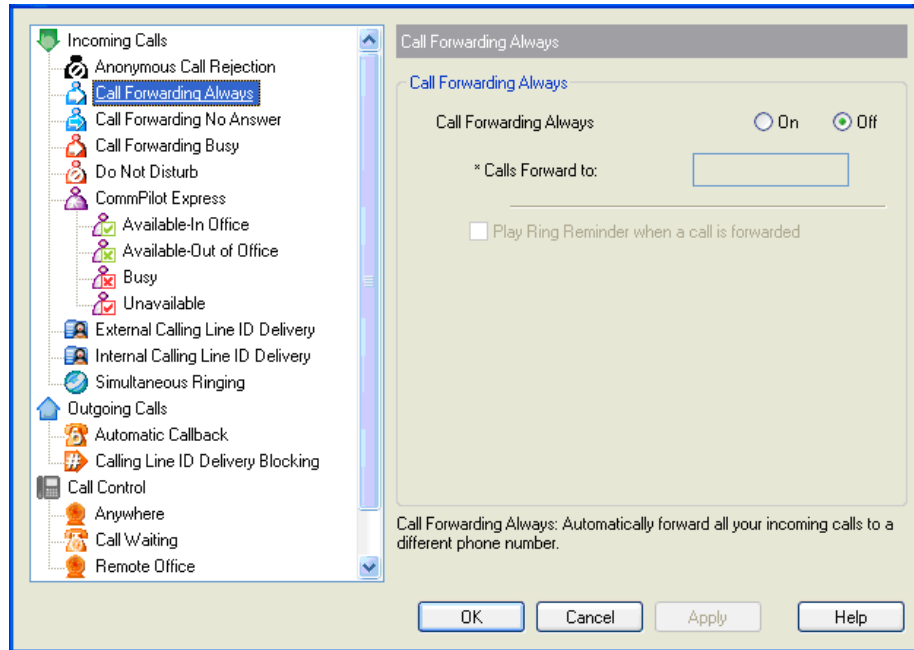 Incoming Calls
Anonymous Call Rejection
Call Forwarding Always
Call Forwarding No Answer
Call Forwarding Busy
Do Not Disturb
CommPilot Express
Available-In Office
Available-Out of Office
Busy
Unavailable
External Calling Line ID Delivery
Internal Calling Line ID Delivery
Simultaneous Ringing
Outgoing Calls
Automatic Callback
Calling Line ID Delivery Blocking
Call Control
Anywhere
Call Waiting
Remote Office
Call Forwarding Always
Call Forwarding Always
Call Forwarding Always On Off
* Calls Forward to:
Play Ring Reminder when a call is forwarded
Call Forwarding Always: Automatically forward all your incoming calls to a
different phone number.
OK Cancel Apply Help